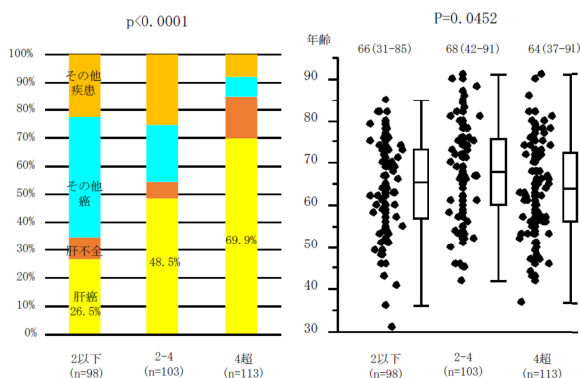 p<0.0001
100%
90%
80%
70%
60%
50%
40%
30%
20%
10%
0%
その他
疾患
その他
癌
肝不全
肝癌
26.5%
48.5%
69.9%
2以下
(n=98)
2-4
(n=103)
4超
(n=113)
P=0.0452
年齢
66(31-85)
68(42-91)
64(37-91)
90
80
70
60
50
40
30
2以下
(n=98)
2-4
(n=103)
4超
(n=113)